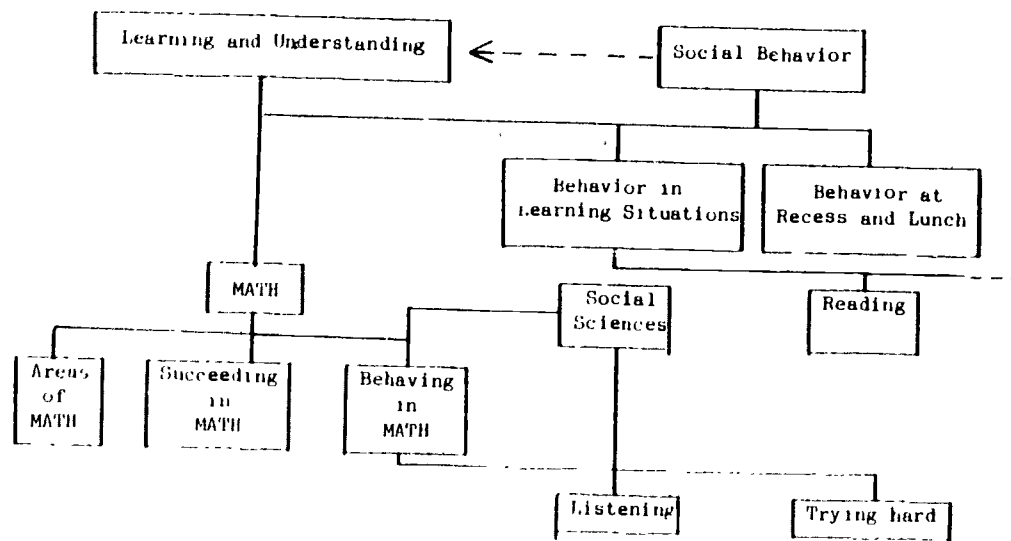 Learning and Understanding
Social Behavior
Behavior in
Learning Situations
Behavior at
Recess and Lunch
MATH
Social
Sciences
Reading
Areas
of
MATH
Succeeding
in
MATH
Behaving
in
MATH
Listening
Trying hard